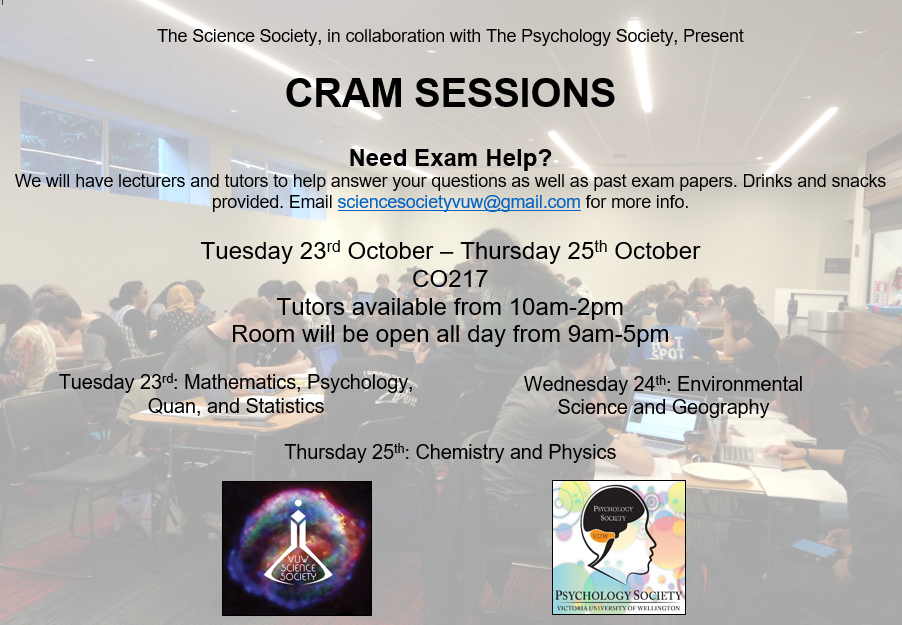 The Science Society, in collaboration with The Psychology Society, Present
CRAM SESSIONS
Need Exam Help?
We will have lecturers and tutors to help answer your questions as well as past exam papers. Drinks and snacks
provided. Email sciencesocietyvuw@gmail.com for more info.
Tuesday 23rd October – Thursday 25th October
CO217
Tutors available from 10am-2pm
Room will be open all day from 9am-5pm
Tuesday 23rd: Mathematics, Psychology,
Quan, and Statistics
Wednesday 24th: Environmental
Science and Geography
Thursday 25th: Chemistry and Physics
VUW
SCIENCE
SOCIETY
PSYCHOLOGY
SOCIETY
VUW
PSYCHOLOGY SOCIETY
VICTORIA UNIVERSITY OF WELLINGTON
HOT
SPOT